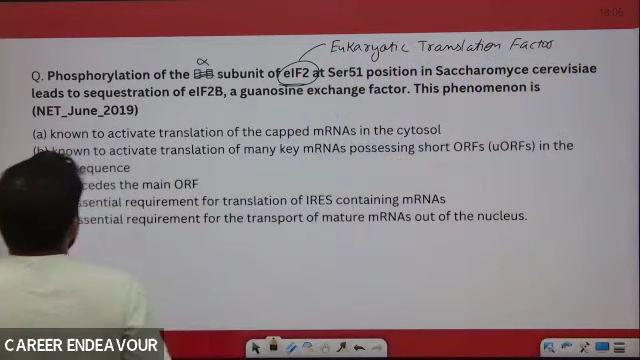 18:06
Eukaryotic Translation Factor
α
Q. Phosphorylation of the subunit of eIF2 at Ser51 position in Saccharomyce cerevisiae
leads to sequestration of eIF2B, a guanosine exchange factor. This phenomenon is
(NET_June_2019)
(a) known to activate translation of the capped mRNAs in the cytosol
(b) known to activate translation of many key mRNAs possessing short ORFs (uORFs) in the
sequence
cedes the main ORF
ssential requirement for translation of IRES containing mRNAs
ssential requirement for the transport of mature mRNAs out of the nucleus.
CAREER ENDEAVOUR